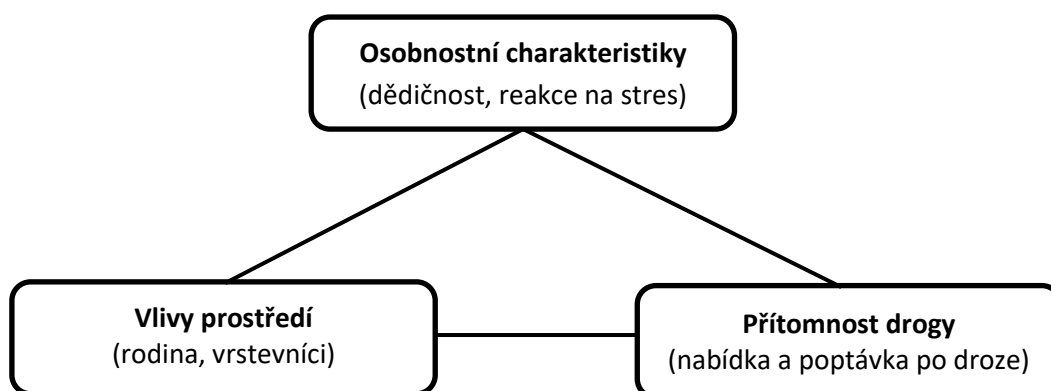 Osobnostní charakteristiky
(dědičnost, reakce na stres)
Vlivy prostředí
(rodina, vrstevníci)
Přítomnost drogy
(nabídka a poptávka po droze)